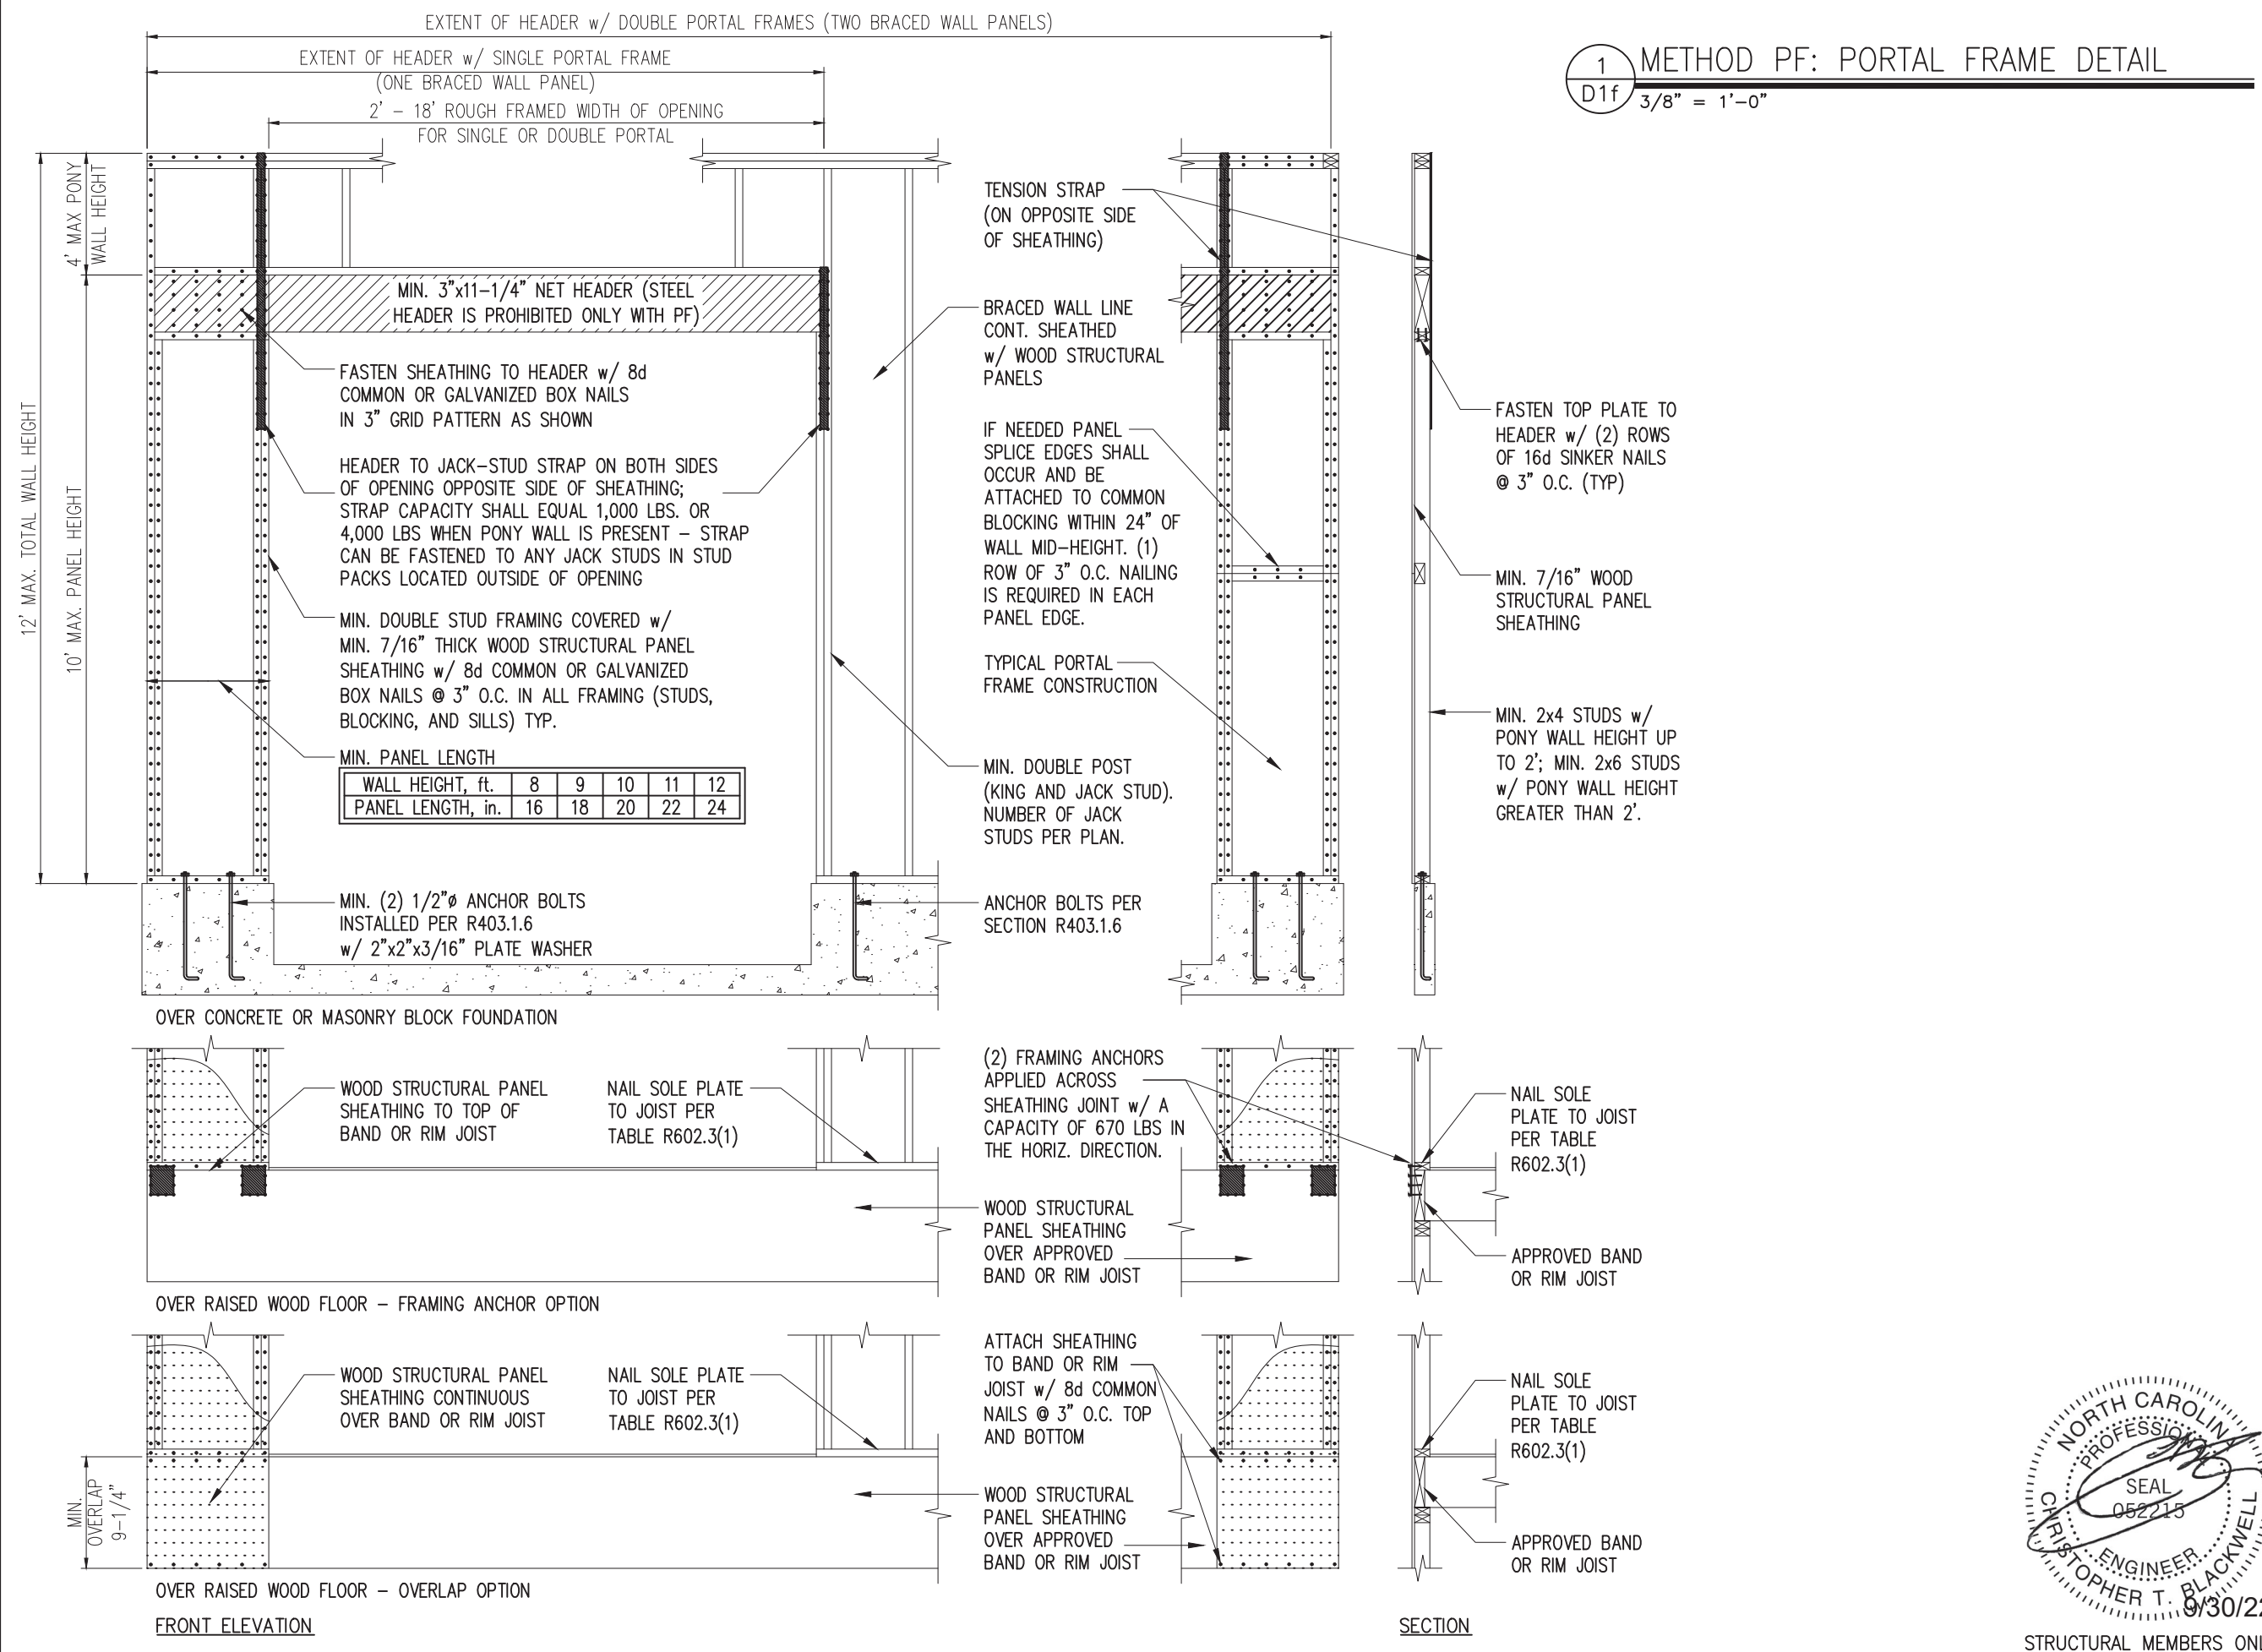 EXTENT OF HEADER w/ DOUBLE PORTAL FRAMES (TWO BRACED WALL PANELS)
EXTENT OF HEADER w/ SINGLE PORTAL FRAME
(ONE BRACED WALL PANEL)
2' - 18' ROUGH FRAMED WIDTH OF OPENING
FOR SINGLE OR DOUBLE PORTAL
1
D1f
METHOD PF: PORTAL FRAME DETAIL
3/8" = 1'-0"
12' MAX. TOTAL WALL HEIGHT
4' MAX PONY
WALL HEIGHT
10' MAX. PANEL HEIGHT
MIN. 3"x11-1/4" NET HEADER (STEEL
HEADER IS PROHIBITED ONLY WITH PF)
FASTEN SHEATHING TO HEADER w/ 8d
COMMON OR GALVANIZED BOX NAILS
IN 3" GRID PATTERN AS SHOWN
HEADER TO JACK-STUD STRAP ON BOTH SIDES
OF OPENING OPPOSITE SIDE OF SHEATHING;
STRAP CAPACITY SHALL EQUAL 1,000 LBS. OR
4,000 LBS WHEN PONY WALL IS PRESENT - STRAP
CAN BE FASTENED TO ANY JACK STUDS IN STUD
PACKS LOCATED OUTSIDE OF OPENING
MIN. DOUBLE STUD FRAMING COVERED w/
MIN. 7/16" THICK WOOD STRUCTURAL PANEL
SHEATHING w/ 8d COMMON OR GALVANIZED
BOX NAILS @ 3" O.C. IN ALL FRAMING (STUDS,
BLOCKING, AND SILLS) TYP.
MIN. PANEL LENGTH
WALL HEIGHT, ft. 8 9 10 11 12
PANEL LENGTH, in. 16 18 20 22 24
MIN. (2) 1/2"ø ANCHOR BOLTS
INSTALLED PER R403.1.6
w/ 2"x2"x3/16" PLATE WASHER
TENSION STRAP
(ON OPPOSITE SIDE
OF SHEATHING)
BRACED WALL LINE
CONT. SHEATHED
w/ WOOD STRUCTURAL
PANELS
IF NEEDED PANEL
SPLICE EDGES SHALL
OCCUR AND BE
ATTACHED TO COMMON
BLOCKING WITHIN 24" OF
WALL MID-HEIGHT. (1)
ROW OF 3" O.C. NAILING
IS REQUIRED IN EACH
PANEL EDGE.
TYPICAL PORTAL
FRAME CONSTRUCTION
MIN. DOUBLE POST
(KING AND JACK STUD).
NUMBER OF JACK
STUDS PER PLAN.
ANCHOR BOLTS PER
SECTION R403.1.6
FASTEN TOP PLATE TO
HEADER w/ (2) ROWS
OF 16d SINKER NAILS
@ 3" O.C. (TYP)
MIN. 7/16" WOOD
STRUCTURAL PANEL
SHEATHING
MIN. 2x4 STUDS w/
PONY WALL HEIGHT UP
TO 2'; MIN. 2x6 STUDS
w/ PONY WALL HEIGHT
GREATER THAN 2'.
OVER CONCRETE OR MASONRY BLOCK FOUNDATION
WOOD STRUCTURAL PANEL
SHEATHING TO TOP OF
BAND OR RIM JOIST
NAIL SOLE PLATE
TO JOIST PER
TABLE R602.3(1)
(2) FRAMING ANCHORS
APPLIED ACROSS
SHEATHING JOINT w/ A
CAPACITY OF 670 LBS IN
THE HORIZ. DIRECTION.
WOOD STRUCTURAL
PANEL SHEATHING
OVER APPROVED
BAND OR RIM JOIST
NAIL SOLE
PLATE TO JOIST
PER TABLE
R602.3(1)
APPROVED BAND
OR RIM JOIST
OVER RAISED WOOD FLOOR - FRAMING ANCHOR OPTION
MIN.
OVERLAP
9-1/4"
WOOD STRUCTURAL PANEL
SHEATHING CONTINUOUS
OVER BAND OR RIM JOIST
NAIL SOLE PLATE
TO JOIST PER
TABLE R602.3(1)
ATTACH SHEATHING
TO BAND OR RIM
JOIST w/ 8d COMMON
NAILS @ 3" O.C. TOP
AND BOTTOM
WOOD STRUCTURAL
PANEL SHEATHING
OVER APPROVED
BAND OR RIM JOIST
NAIL SOLE
PLATE TO JOIST
PER TABLE
R602.3(1)
APPROVED BAND
OR RIM JOIST
OVER RAISED WOOD FLOOR - OVERLAP OPTION
FRONT ELEVATION
SECTION
NORTH CAROLINA
PROFESSIONAL
SEAL
052215
ENGINEER
CHRISTOPHER T. BLACKWELL
9/30/22
STRUCTURAL MEMBERS